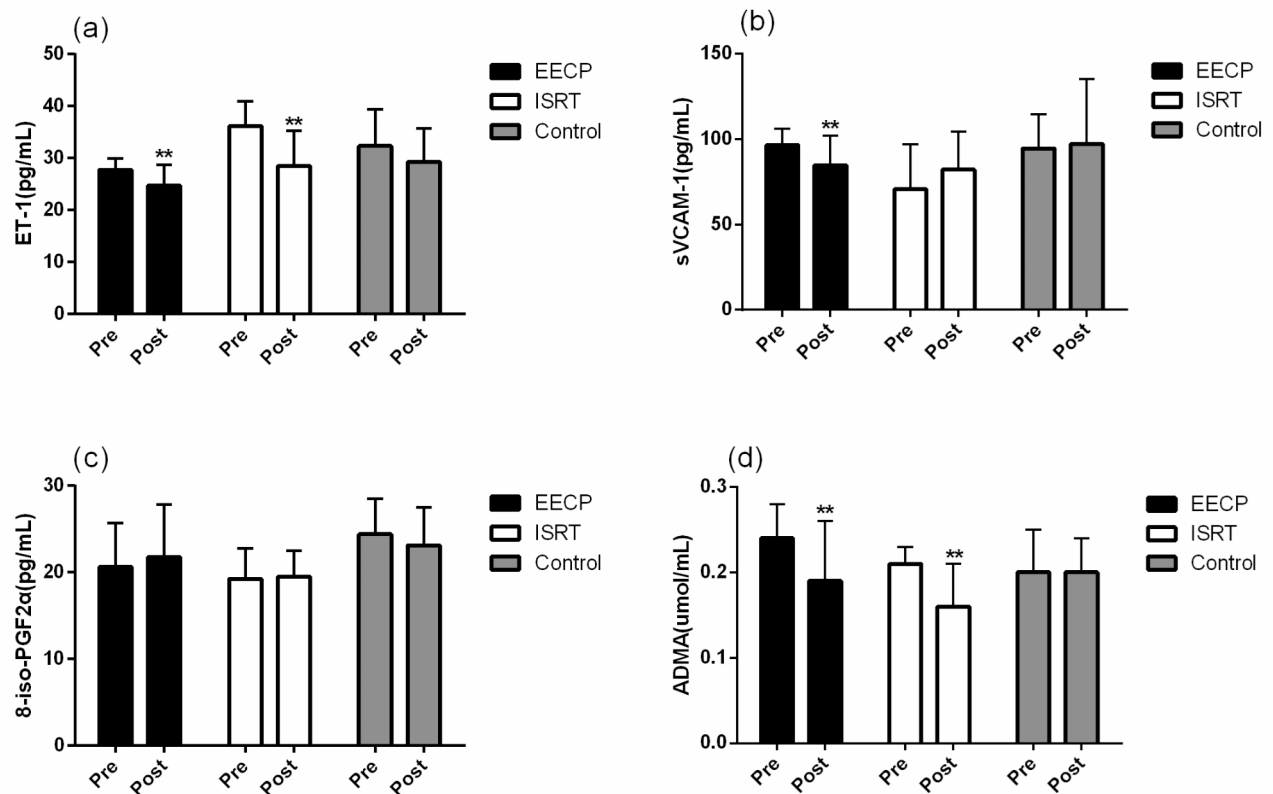 (a)
ET-1(pg/mL)
50
40
30
20
10
0
**
**
Pre
Post
Pre
Post
Pre
Post
EECP
ISRT
Control
(b)
sVCAM-1(pg/mL)
150
100
50
0
**
Pre
Post
Pre
Post
Pre
Post
EECP
ISRT
Control
(c)
8-iso-PGF2α(pg/mL)
30
20
10
0
Pre
Post
Pre
Post
Pre
Post
EECP
ISRT
Control
(d)
ADMA(umol/mL)
0.3
0.2
0.1
0.0
**
**
Pre
Post
Pre
Post
Pre
Post
EECP
ISRT
Control